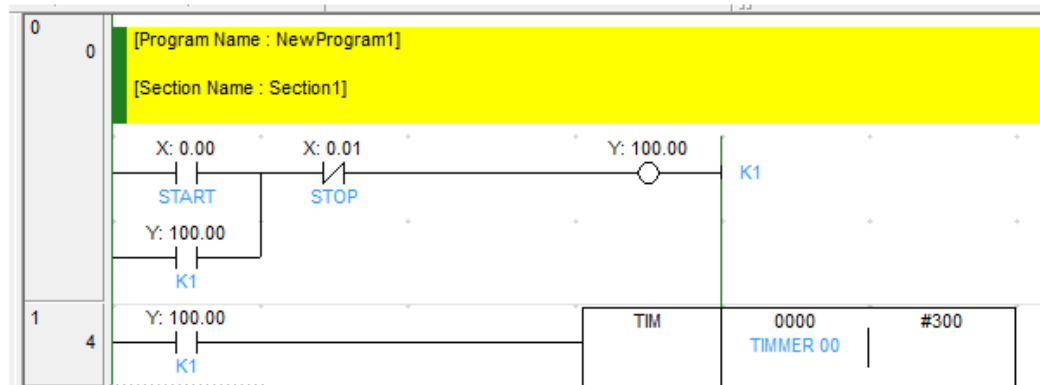 0
0
[Program Name : NewProgram1]
[Section Name : Section1]
X: 0.00 X: 0.01 Y: 100.00
K1
START STOP
Y: 100.00
K1
1 Y: 100.00 TIM 0000 #300
4 TIMMER 00
K1